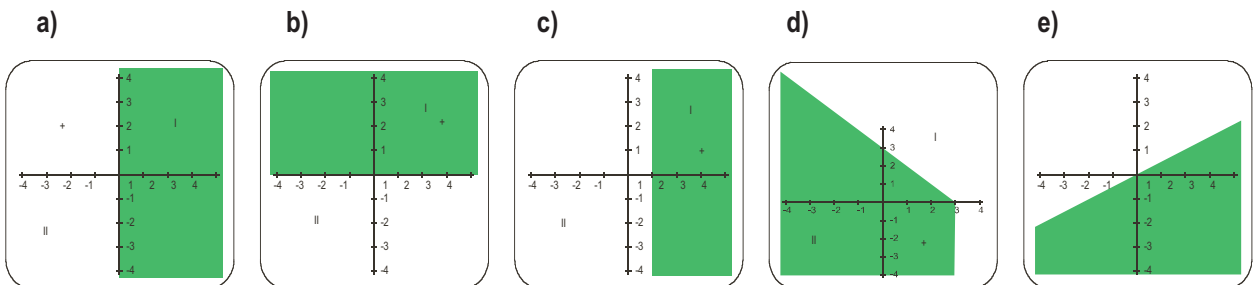 a) b) c) d) e)
4 4 4 4
3 I 3 I 3 I 3
+ 2 2 + 2 4 I 2
1 1 1 + 3 1
2
1
-4 -3 -2 -1 1 2 3 4 -4 -3 -2 -1 1 2 3 4 -4 -3 -2 -1 1 2 3 4 -4 -3 -2 -1 1 2 3 4 -4 -3 -2 -1 1 2 3 4
-1 -1 -1 -1 -1
II -2 II -2 II -2 II -2 + -2
-3 -3 -3 -3 -3
-4 -4 -4 -4 -4